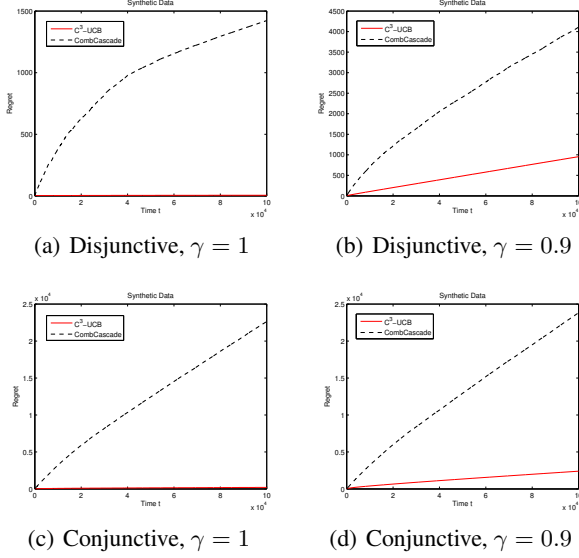 Synthetic Data
1500
1000
500
0
Regret
C³-UCB
CombCascade
0 2 4 6 8 10
Time t
x 10⁴
(a) Disjunctive, γ = 1
Synthetic Data
4500
4000
3500
3000
2500
2000
1500
1000
500
0
Regret
C³-UCB
CombCascade
0 2 4 6 8 10
Time t
x 10⁴
(b) Disjunctive, γ = 0.9
x 10⁴
Synthetic Data
2.5
2
1.5
1
0.5
0
Regret
C³-UCB
CombCascade
0 2 4 6 8 10
Time t
x 10⁴
(c) Conjunctive, γ = 1
x 10⁴
Synthetic Data
2.5
2
1.5
1
0.5
0
Regret
C³-UCB
CombCascade
0 2 4 6 8 10
Time t
x 10⁴
(d) Conjunctive, γ = 0.9